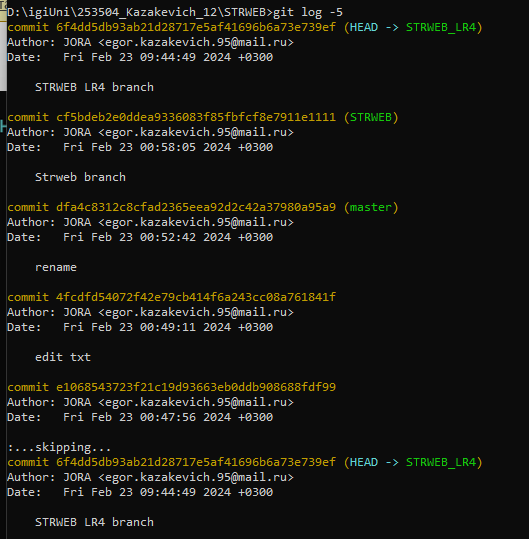 D:\igiUni\253504_Kazakevich_12\STRWEB>git log -5
commit 6f4dd5db93ab21d28717e5af41696b6a73e739ef (HEAD -> STRWEB_LR4)
Author: JORA <egor.kazakevich.95@mail.ru>
Date:   Fri Feb 23 09:44:49 2024 +0300
    STRWEB LR4 branch
commit cf5bdeb2e0ddea9336083f85fbfcf8e7911e1111 (STRWEB)
Author: JORA <egor.kazakevich.95@mail.ru>
Date:   Fri Feb 23 00:58:05 2024 +0300
    Strweb branch
commit dfa4c8312c8cfad2365eea92d2c42a37980a95a9 (master)
Author: JORA <egor.kazakevich.95@mail.ru>
Date:   Fri Feb 23 00:52:42 2024 +0300
    rename
commit 4fcdfd54072f42e79cb414f6a243cc08a761841f
Author: JORA <egor.kazakevich.95@mail.ru>
Date:   Fri Feb 23 00:49:11 2024 +0300
    edit txt
commit e1068543723f21c19d93663eb0ddb908688fdf99
Author: JORA <egor.kazakevich.95@mail.ru>
Date:   Fri Feb 23 00:47:56 2024 +0300
:...skipping...
commit 6f4dd5db93ab21d28717e5af41696b6a73e739ef (HEAD -> STRWEB_LR4)
Author: JORA <egor.kazakevich.95@mail.ru>
Date:   Fri Feb 23 09:44:49 2024 +0300
    STRWEB LR4 branch